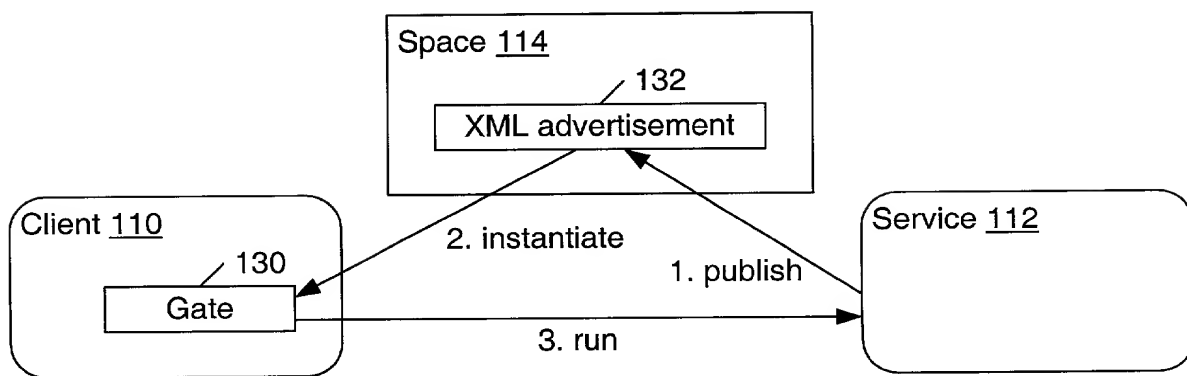 Space 114
132
XML advertisement
Client 110
2. instantiate
Service 112
130
1. publish
Gate
3. run